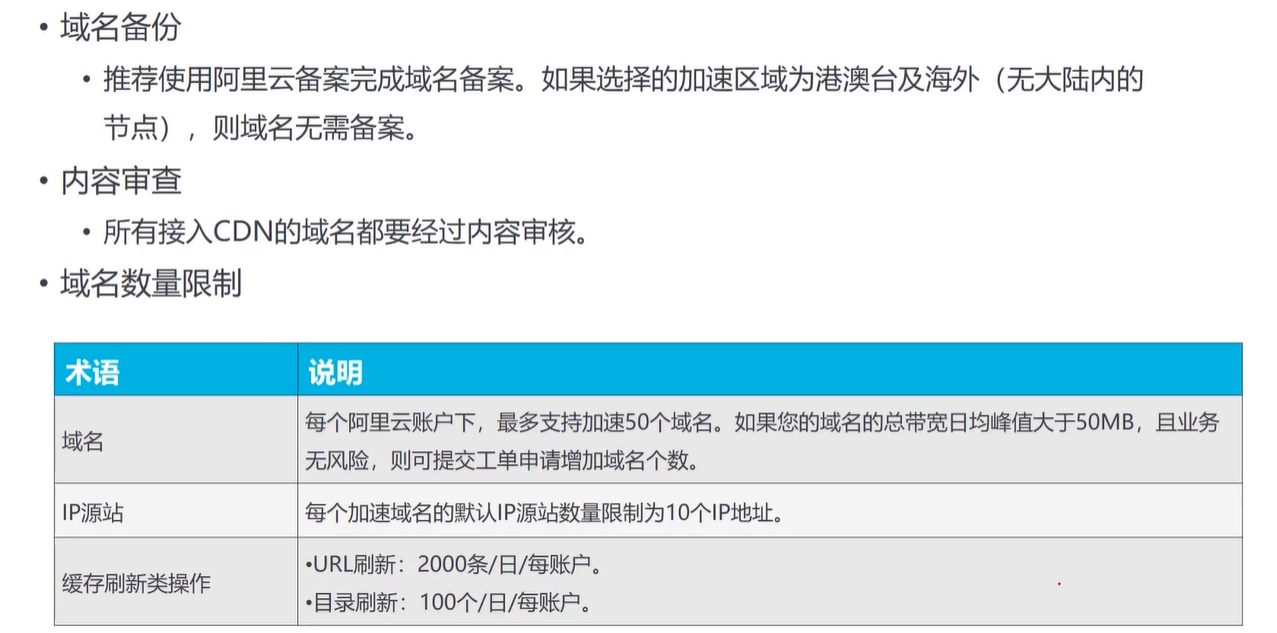 • 域名备份
• 推荐使用阿里云备案完成域名备案。如果选择的加速区域为港澳台及海外（无大陆内的
节点），则域名无需备案。
• 内容审查
• 所有接入CDN的域名都要经过内容审核。
• 域名数量限制
术语 说明
域名
每个阿里云账户下，最多支持加速50个域名。如果您的域名的总带宽日均峰值大于50MB，且业务
无风险，则可提交工单申请增加域名个数。
IP源站 每个加速域名的默认IP源站数量限制为10个IP地址。
缓存刷新类操作
•URL刷新：2000条/日/每账户。
•目录刷新：100个/日/每账户。